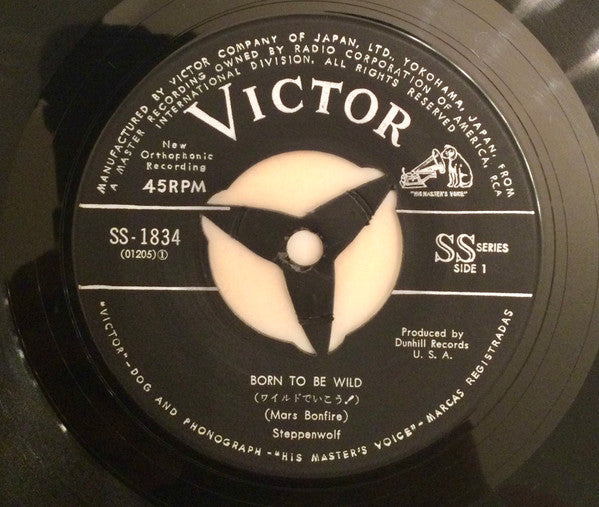 MANUFACTURED BY VICTOR COMPANY OF JAPAN, LTD., YOKOHAMA, JAPAN, FROM
A MASTER RECORDING OWNED BY RADIO CORPORATION OF AMERICA, RCA
INTERNATIONAL DIVISION. ALL RIGHTS RESERVED
VICTOR
New
Orthophonic
Recording
45RPM
"HIS MASTER'S VOICE"
SS-1834
(01205)①
SS SERIES
SIDE 1
Produced by
Dunhill Records
U. S. A.
BORN TO BE WILD
(ワイルドでいこう!)
(Mars Bonfire)
Steppenwolf
"VICTOR"-DOG AND PHONOGRAPH-"HIS MASTER'S VOICE"-MARCAS REGISTRADAS